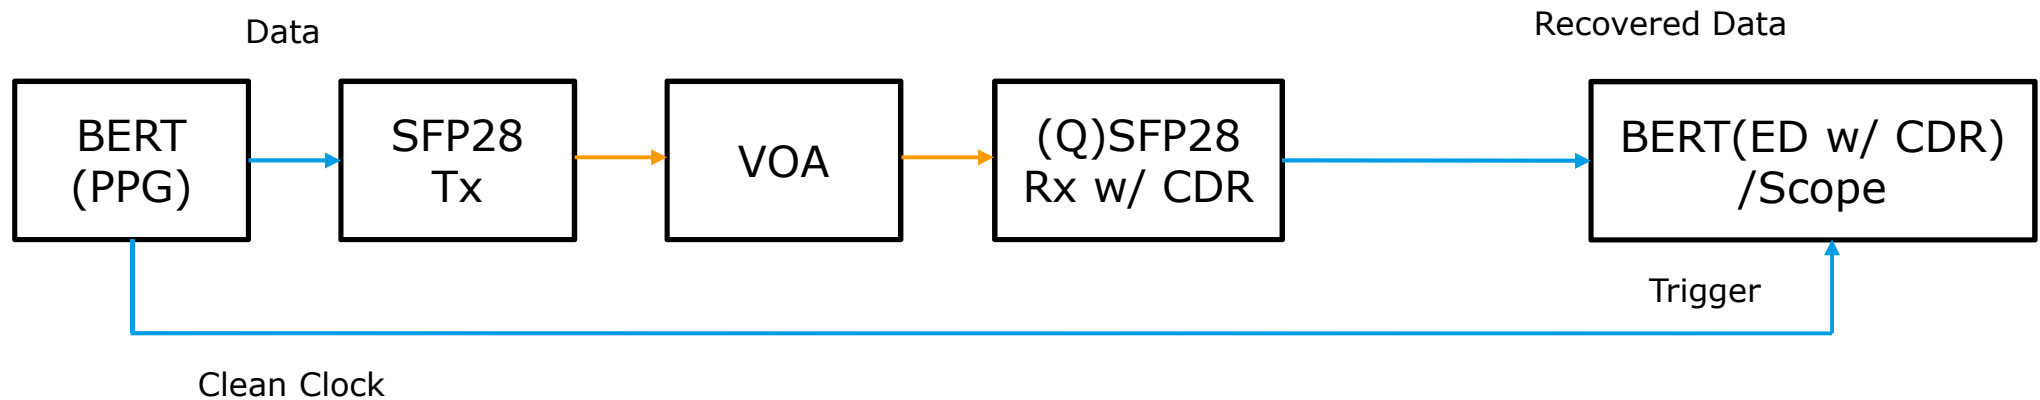 Data
Recovered Data
BERT
(PPG)
SFP28
Tx
VOA
(Q)SFP28
Rx w/ CDR
BERT(ED w/ CDR)
/Scope
Trigger
Clean Clock